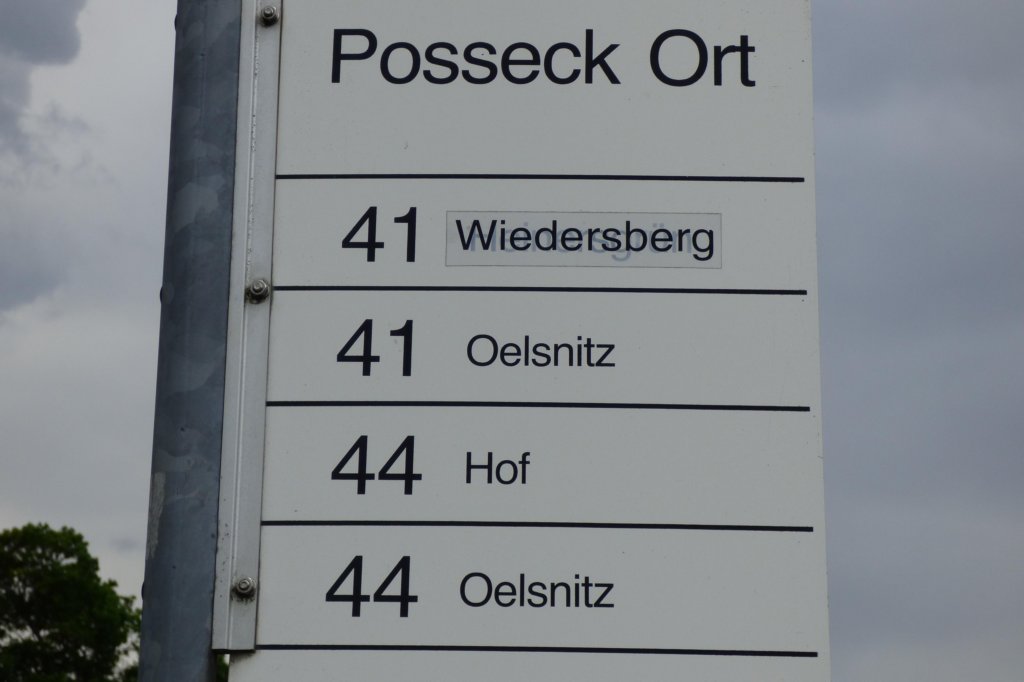 Posseck Ort
41 Wiedersberg
41 Oelsnitz
44 Hof
44 Oelsnitz